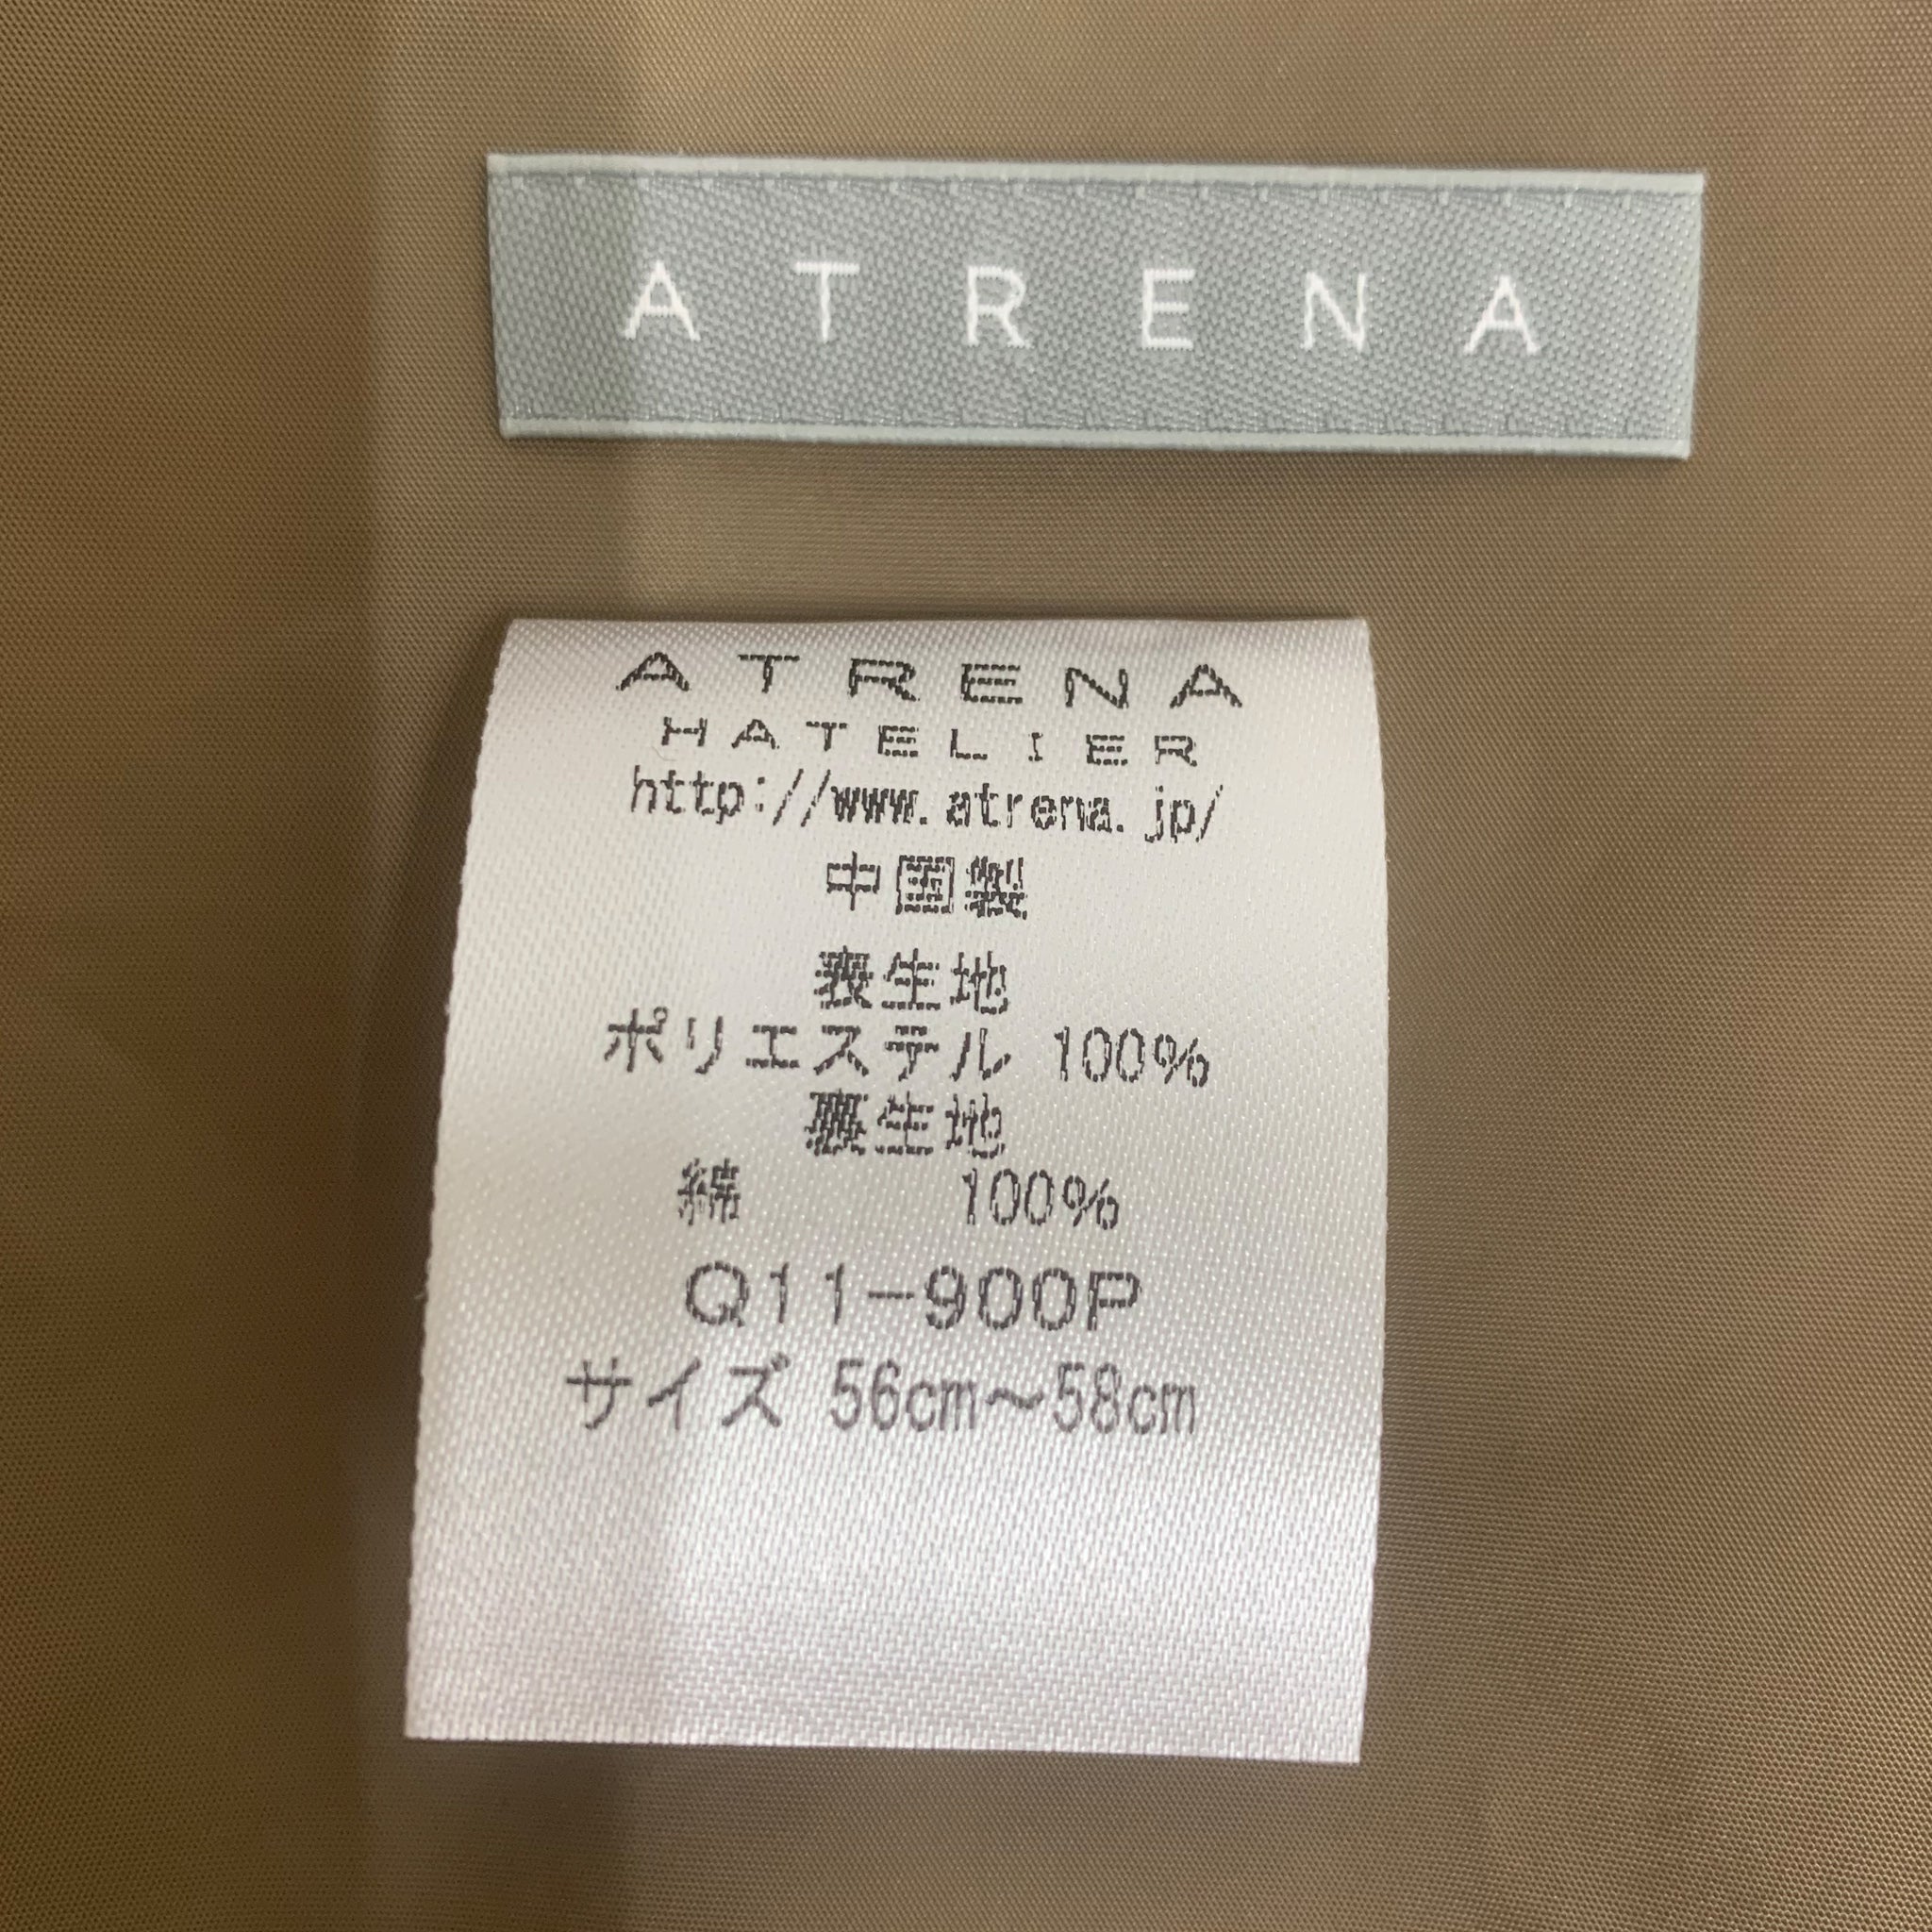 ATRENA
ATRENA
HATELIER
http://www.atrena.jp/
中国製
表生地
ポリエステル 100%
裏生地
綿 100%
Q11-900P
サイズ 56cm～58cm